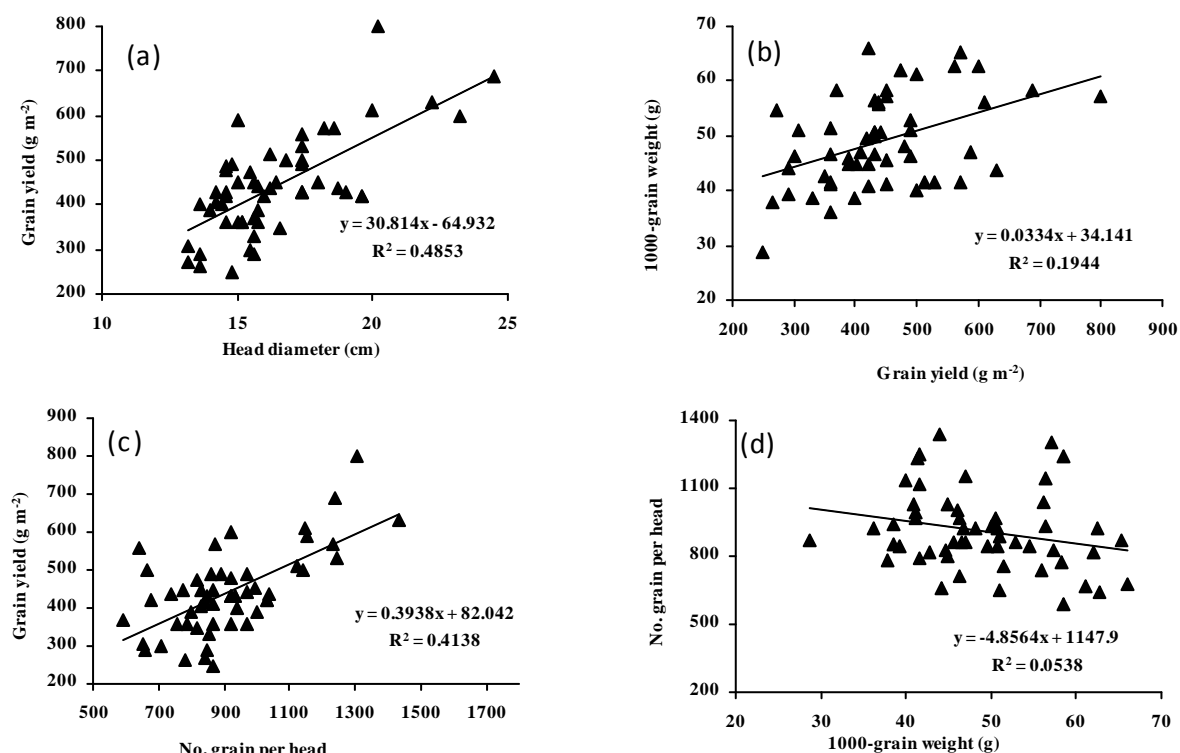 (a)
Grain yield (g m-2)
800
700
600
500
400
300
200
y = 30.814x - 64.932
R2 = 0.4853
10 15 20 25
Head diameter (cm)
(b)
1000-grain weight (g)
70
60
50
40
30
20
y = 0.0334x + 34.141
R2 = 0.1944
200 300 400 500 600 700 800 900
Grain yield (g m-2)
(c)
Grain yield (g m-2)
900
800
700
600
500
400
300
200
y = 0.3938x + 82.042
R2 = 0.4138
500 700 900 1100 1300 1500 1700
No. grain per head
(d)
No. grain per head
1400
1100
800
500
200
y = -4.8564x + 1147.9
R2 = 0.0538
20 30 40 50 60 70
1000-grain weight (g)